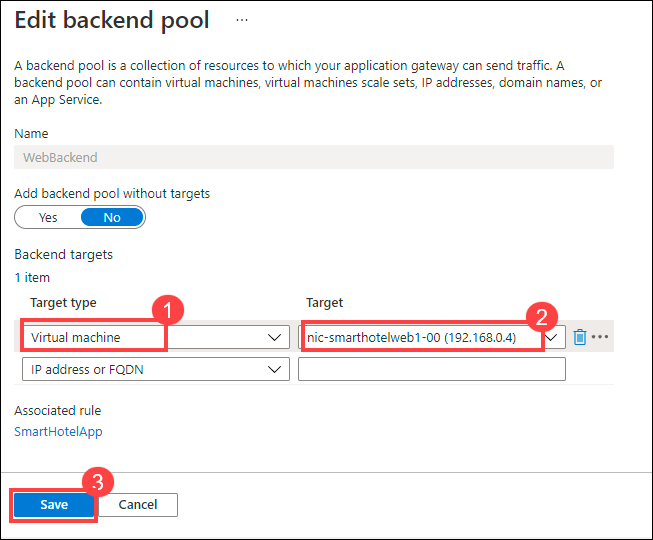 Edit backend pool ...
A backend pool is a collection of resources to which your application gateway can send traffic. A
backend pool can contain virtual machines, virtual machines scale sets, IP addresses, domain names, or
an App Service.
Name
WebBackend
Add backend pool without targets
Yes No
Backend targets
1 item
Target type 1 Target 2
Virtual machine nic-smarthotelweb1-00 (192.168.0.4) ...
IP address or FQDN
Associated rule
SmartHotelApp
3
Save Cancel